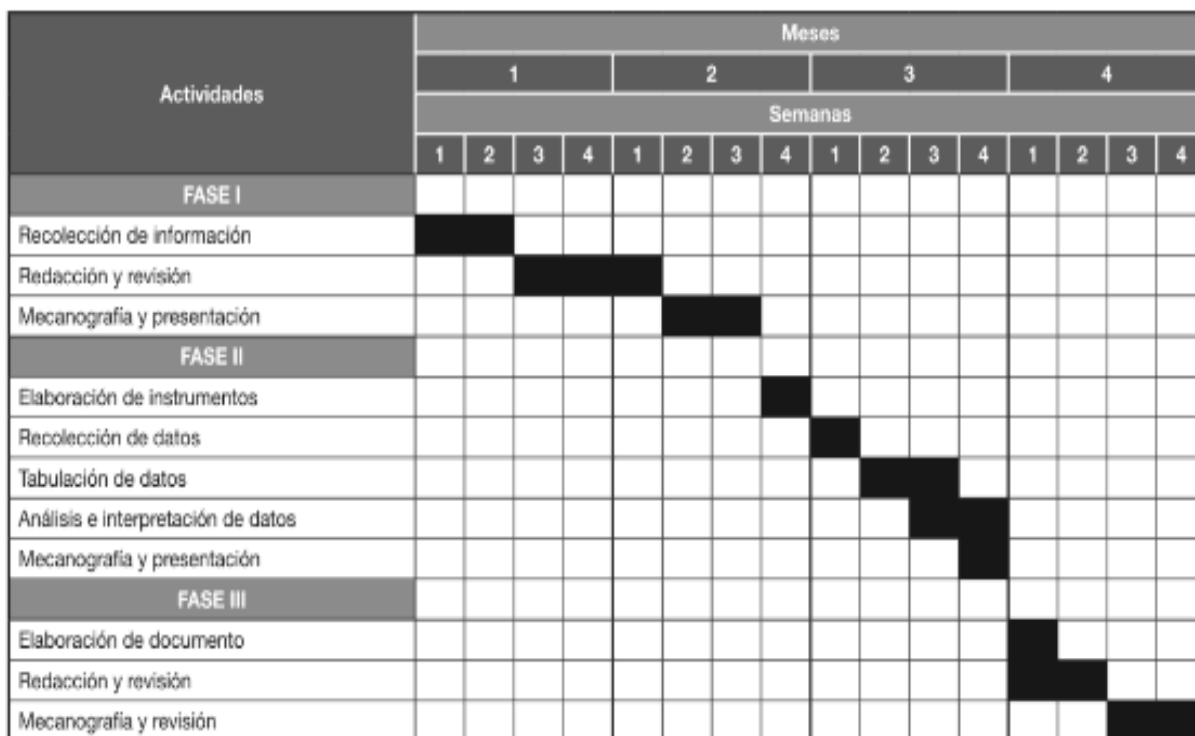 Actividades
Meses
1 2 3 4
Semanas
1 2 3 4 1 2 3 4 1 2 3 4 1 2 3 4
FASE I
Recolección de información
Redacción y revisión
Mecanografía y presentación
FASE II
Elaboración de instrumentos
Recolección de datos
Tabulación de datos
Análisis e interpretación de datos
Mecanografía y presentación
FASE III
Elaboración de documento
Redacción y revisión
Mecanografía y revisión